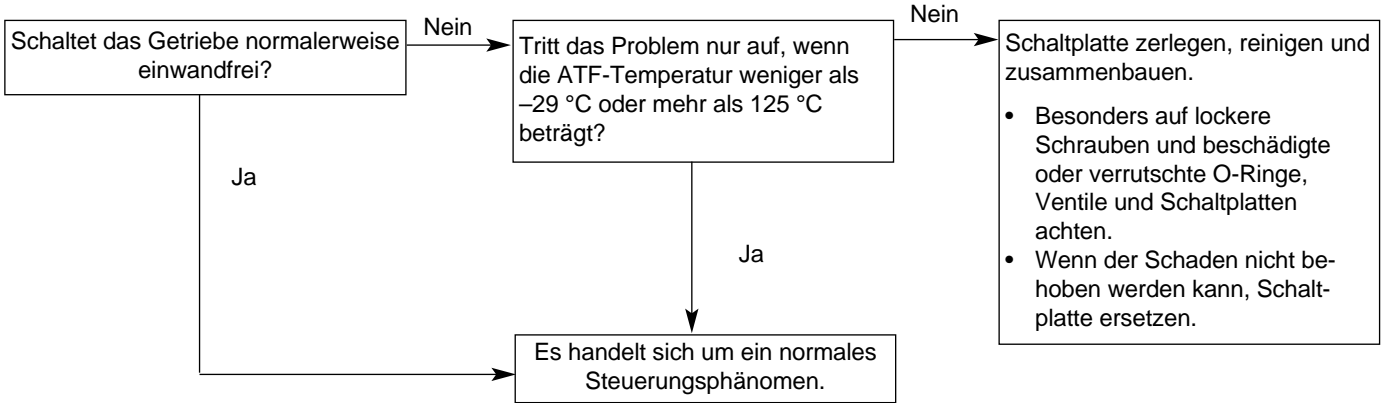 Schaltet das Getriebe normalerweise
einwandfrei?
Nein
Tritt das Problem nur auf, wenn
die ATF-Temperatur weniger als
–29 °C oder mehr als 125 °C
beträgt?
Nein
Schaltplatte zerlegen, reinigen und
zusammenbauen.
• Besonders auf lockere
Schrauben und beschädigte
oder verrutschte O-Ringe,
Ventile und Schaltplatten
achten.
• Wenn der Schaden nicht be-
hoben werden kann, Schalt-
platte ersetzen.
Ja
Ja
Es handelt sich um ein normales
Steuerungsphänomen.